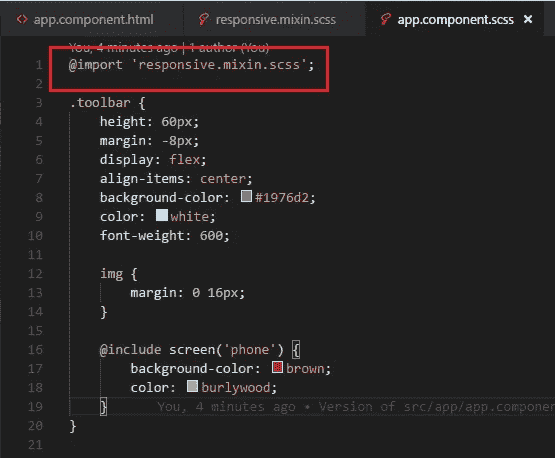 app.component.html responsive.mixin.scss app.component.scss ×
You, 4 minutes ago | 1 author (You)
1 @import 'responsive.mixin.scss';
2
3 .toolbar {
4 height: 60px;
5 margin: -8px;
6 display: flex;
7 align-items: center;
8 background-color: #1976d2;
9 color: white;
10 font-weight: 600;
11
12 img {
13 margin: 0 16px;
14 }
15
16 @include screen('phone') {
17 background-color: brown;
18 color: burlywood;
19 } You, 4 minutes ago • Version of src/app/app.componen
20 }
21